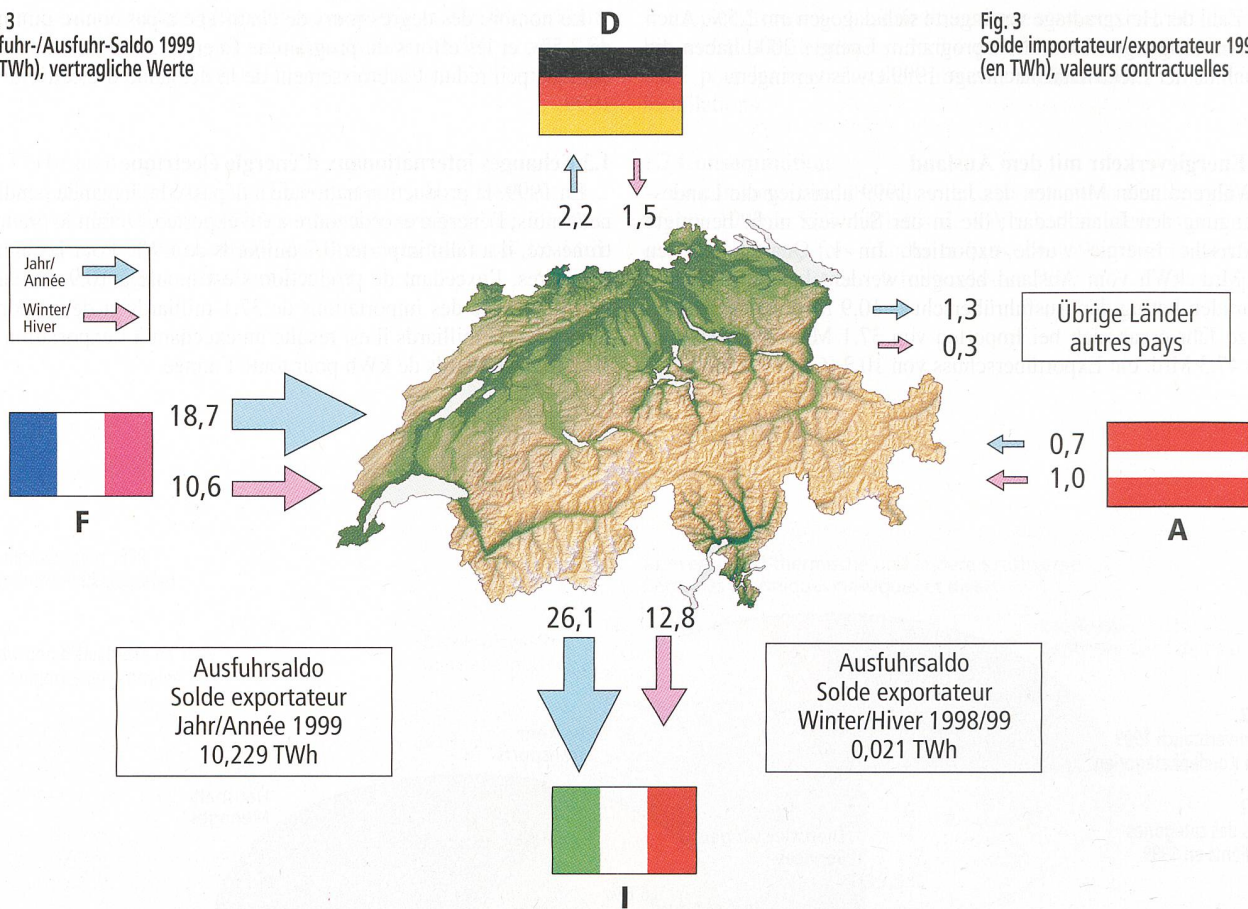 3
fuhr-/Ausfuhr-Saldo 1999
TWh), vertragliche Werte
D
Fig. 3
Solde importateur/exportateur 199
(en TWh), valeurs contractuelles
2,2 1,5
Jahr/
Année
Winter/
Hiver
1,3
0,3
Übrige Länder
autres pays
18,7
10,6
F
0,7
1,0
A
26,1 12,8
Ausfuhrsaldo
Solde exportateur
Jahr/Année 1999
10,229 TWh
Ausfuhrsaldo
Solde exportateur
Winter/Hiver 1998/99
0,021 TWh
I